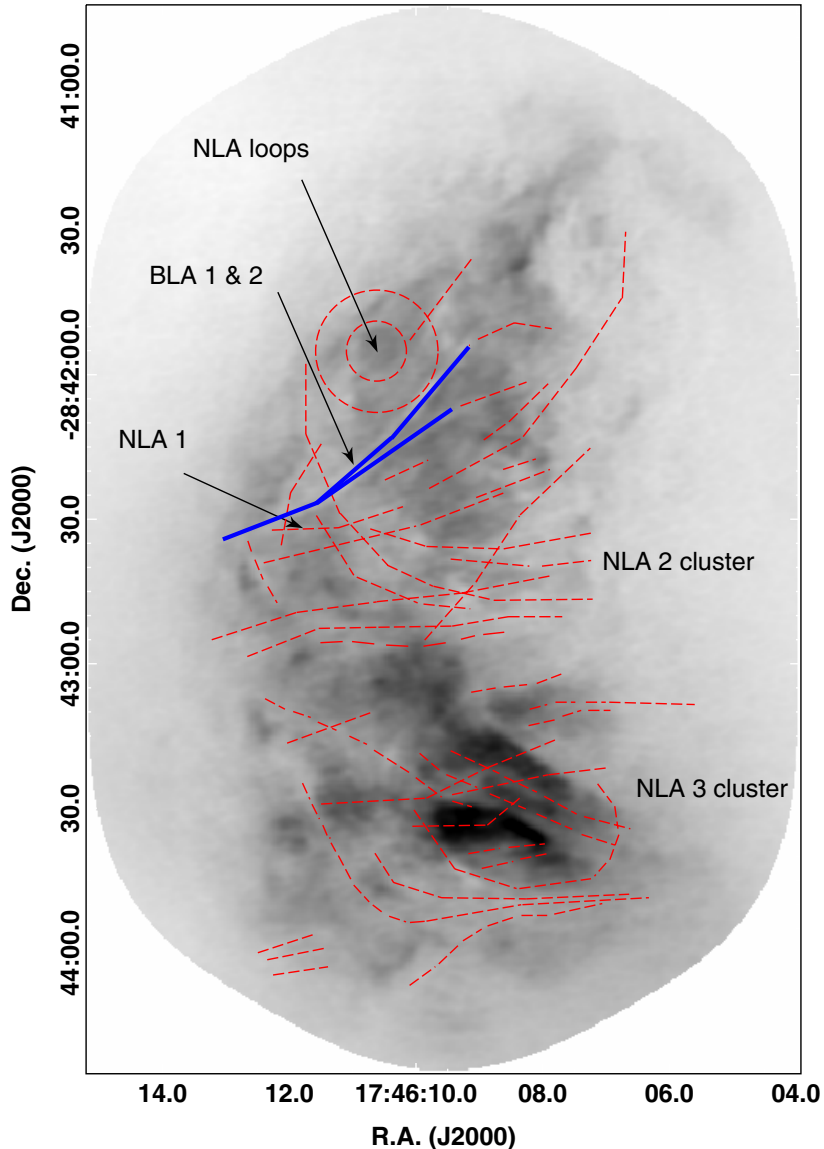 41:00.0
NLA loops
30.0
BLA 1 & 2
-28:42:00.0
NLA 1
30.0
NLA 2 cluster
Dec. (J2000)
43:00.0
NLA 3 cluster
30.0
44:00.0
14.0 12.0 17:46:10.0 08.0 06.0 04.0
R.A. (J2000)